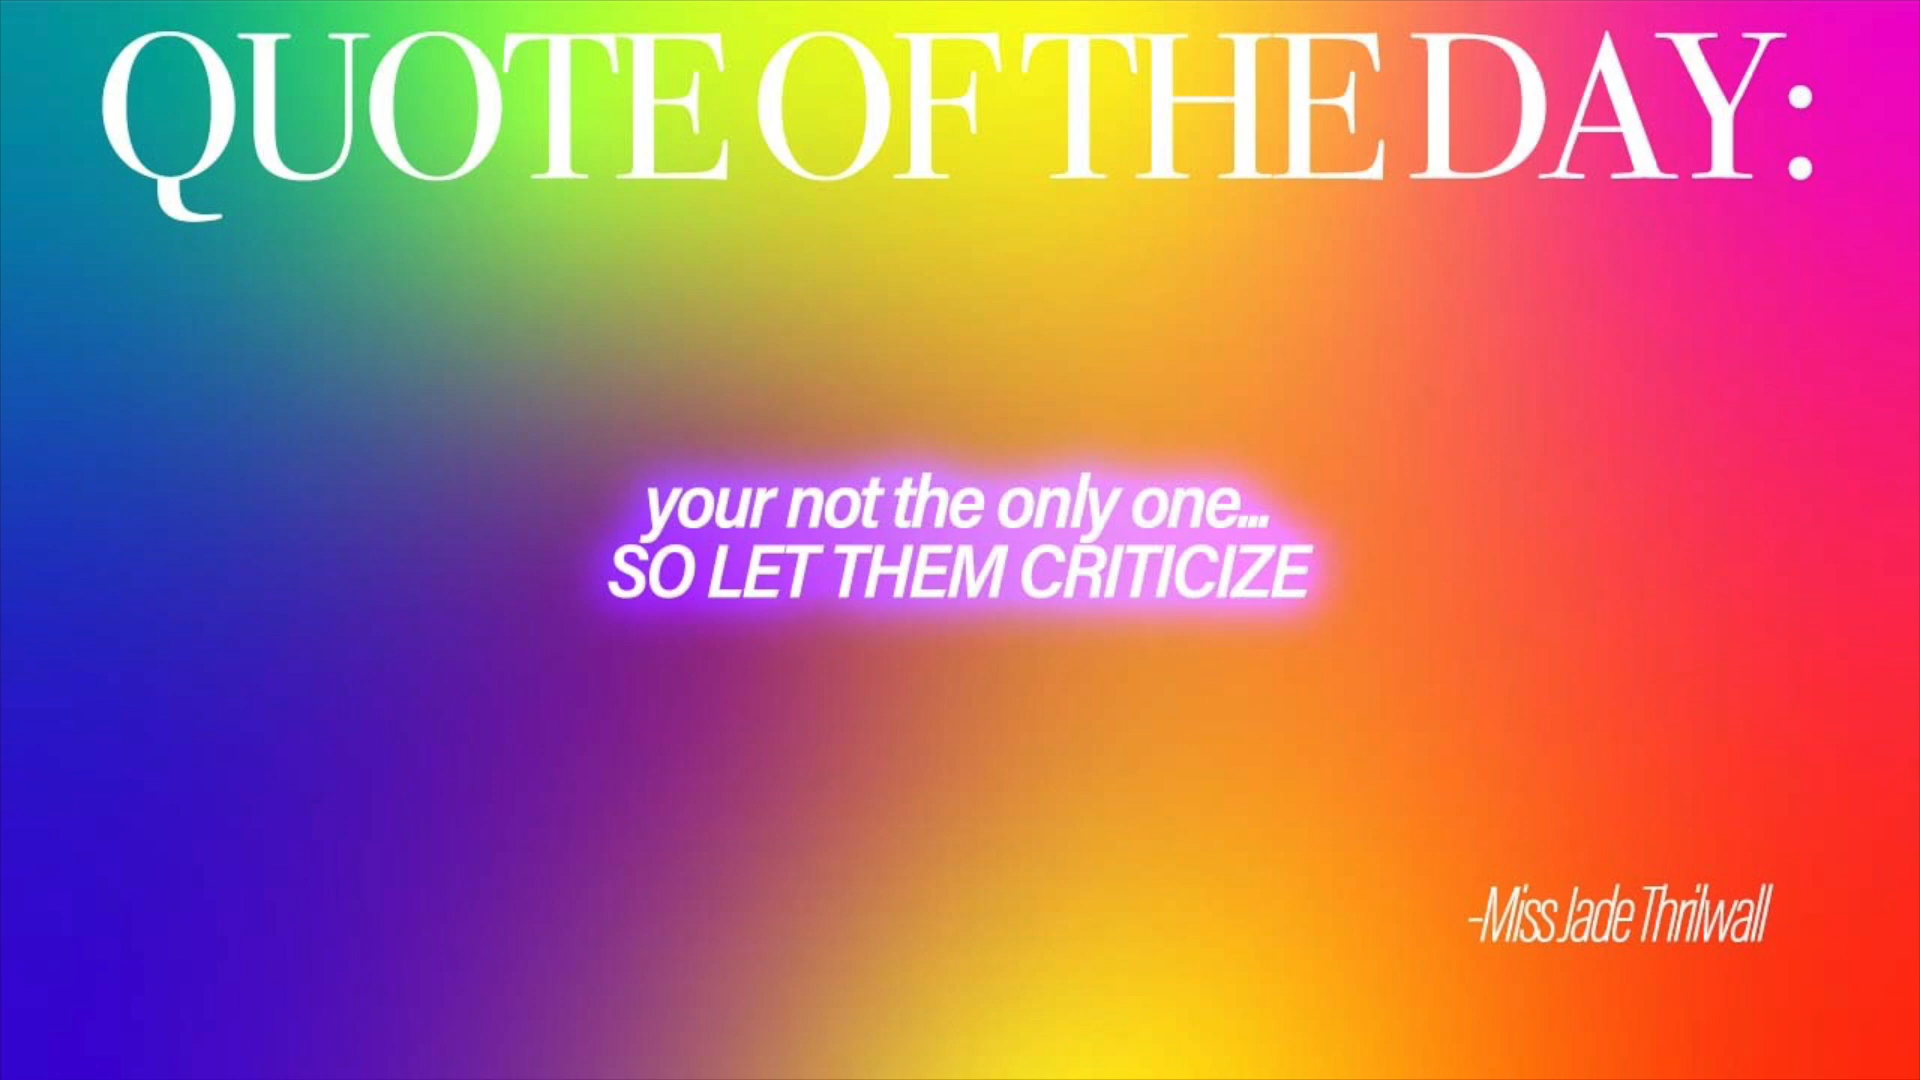 QUOTE OF THE DAY:
your not the only one...
SO LET THEM CRITICIZE
-Miss Jade Thrilwall